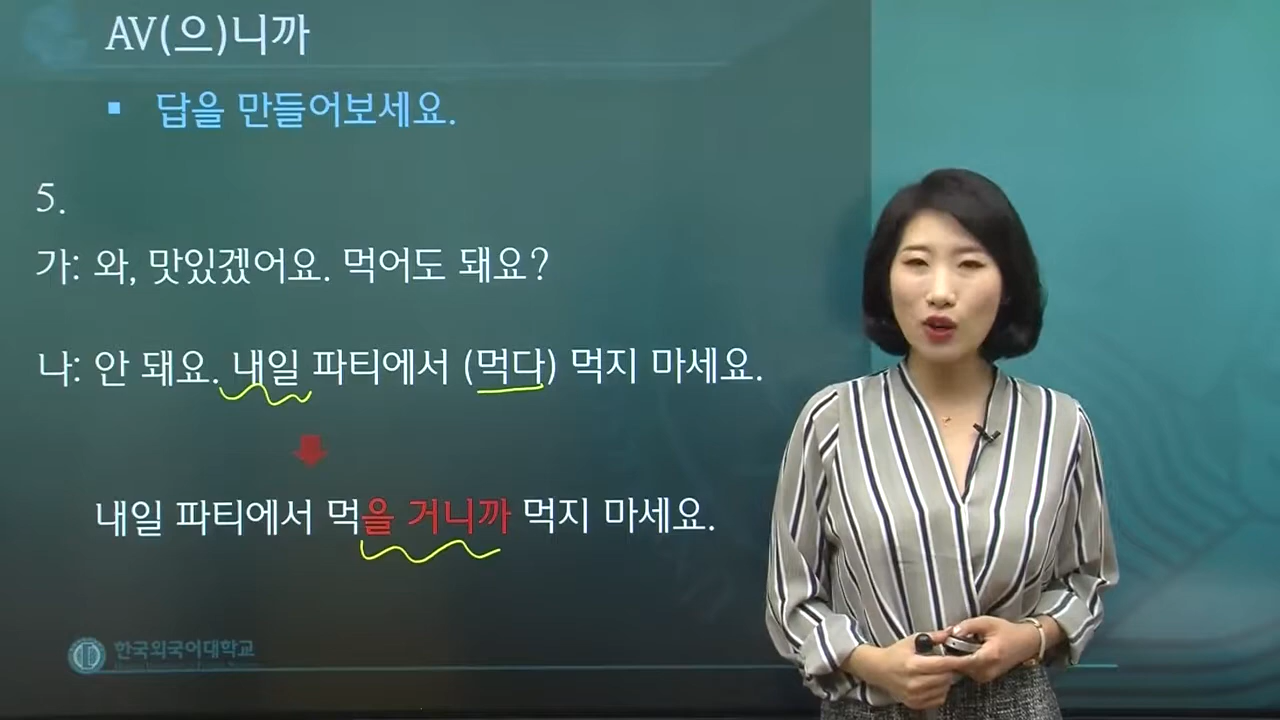 AV(으)니까
▪ 답을 만들어보세요.
5.
가: 와, 맛있겠어요. 먹어도 돼요?
나: 안 돼요. 내일 파티에서 (먹다) 먹지 마세요.
내일 파티에서 먹을 거니까 먹지 마세요.
한국외국어대학교